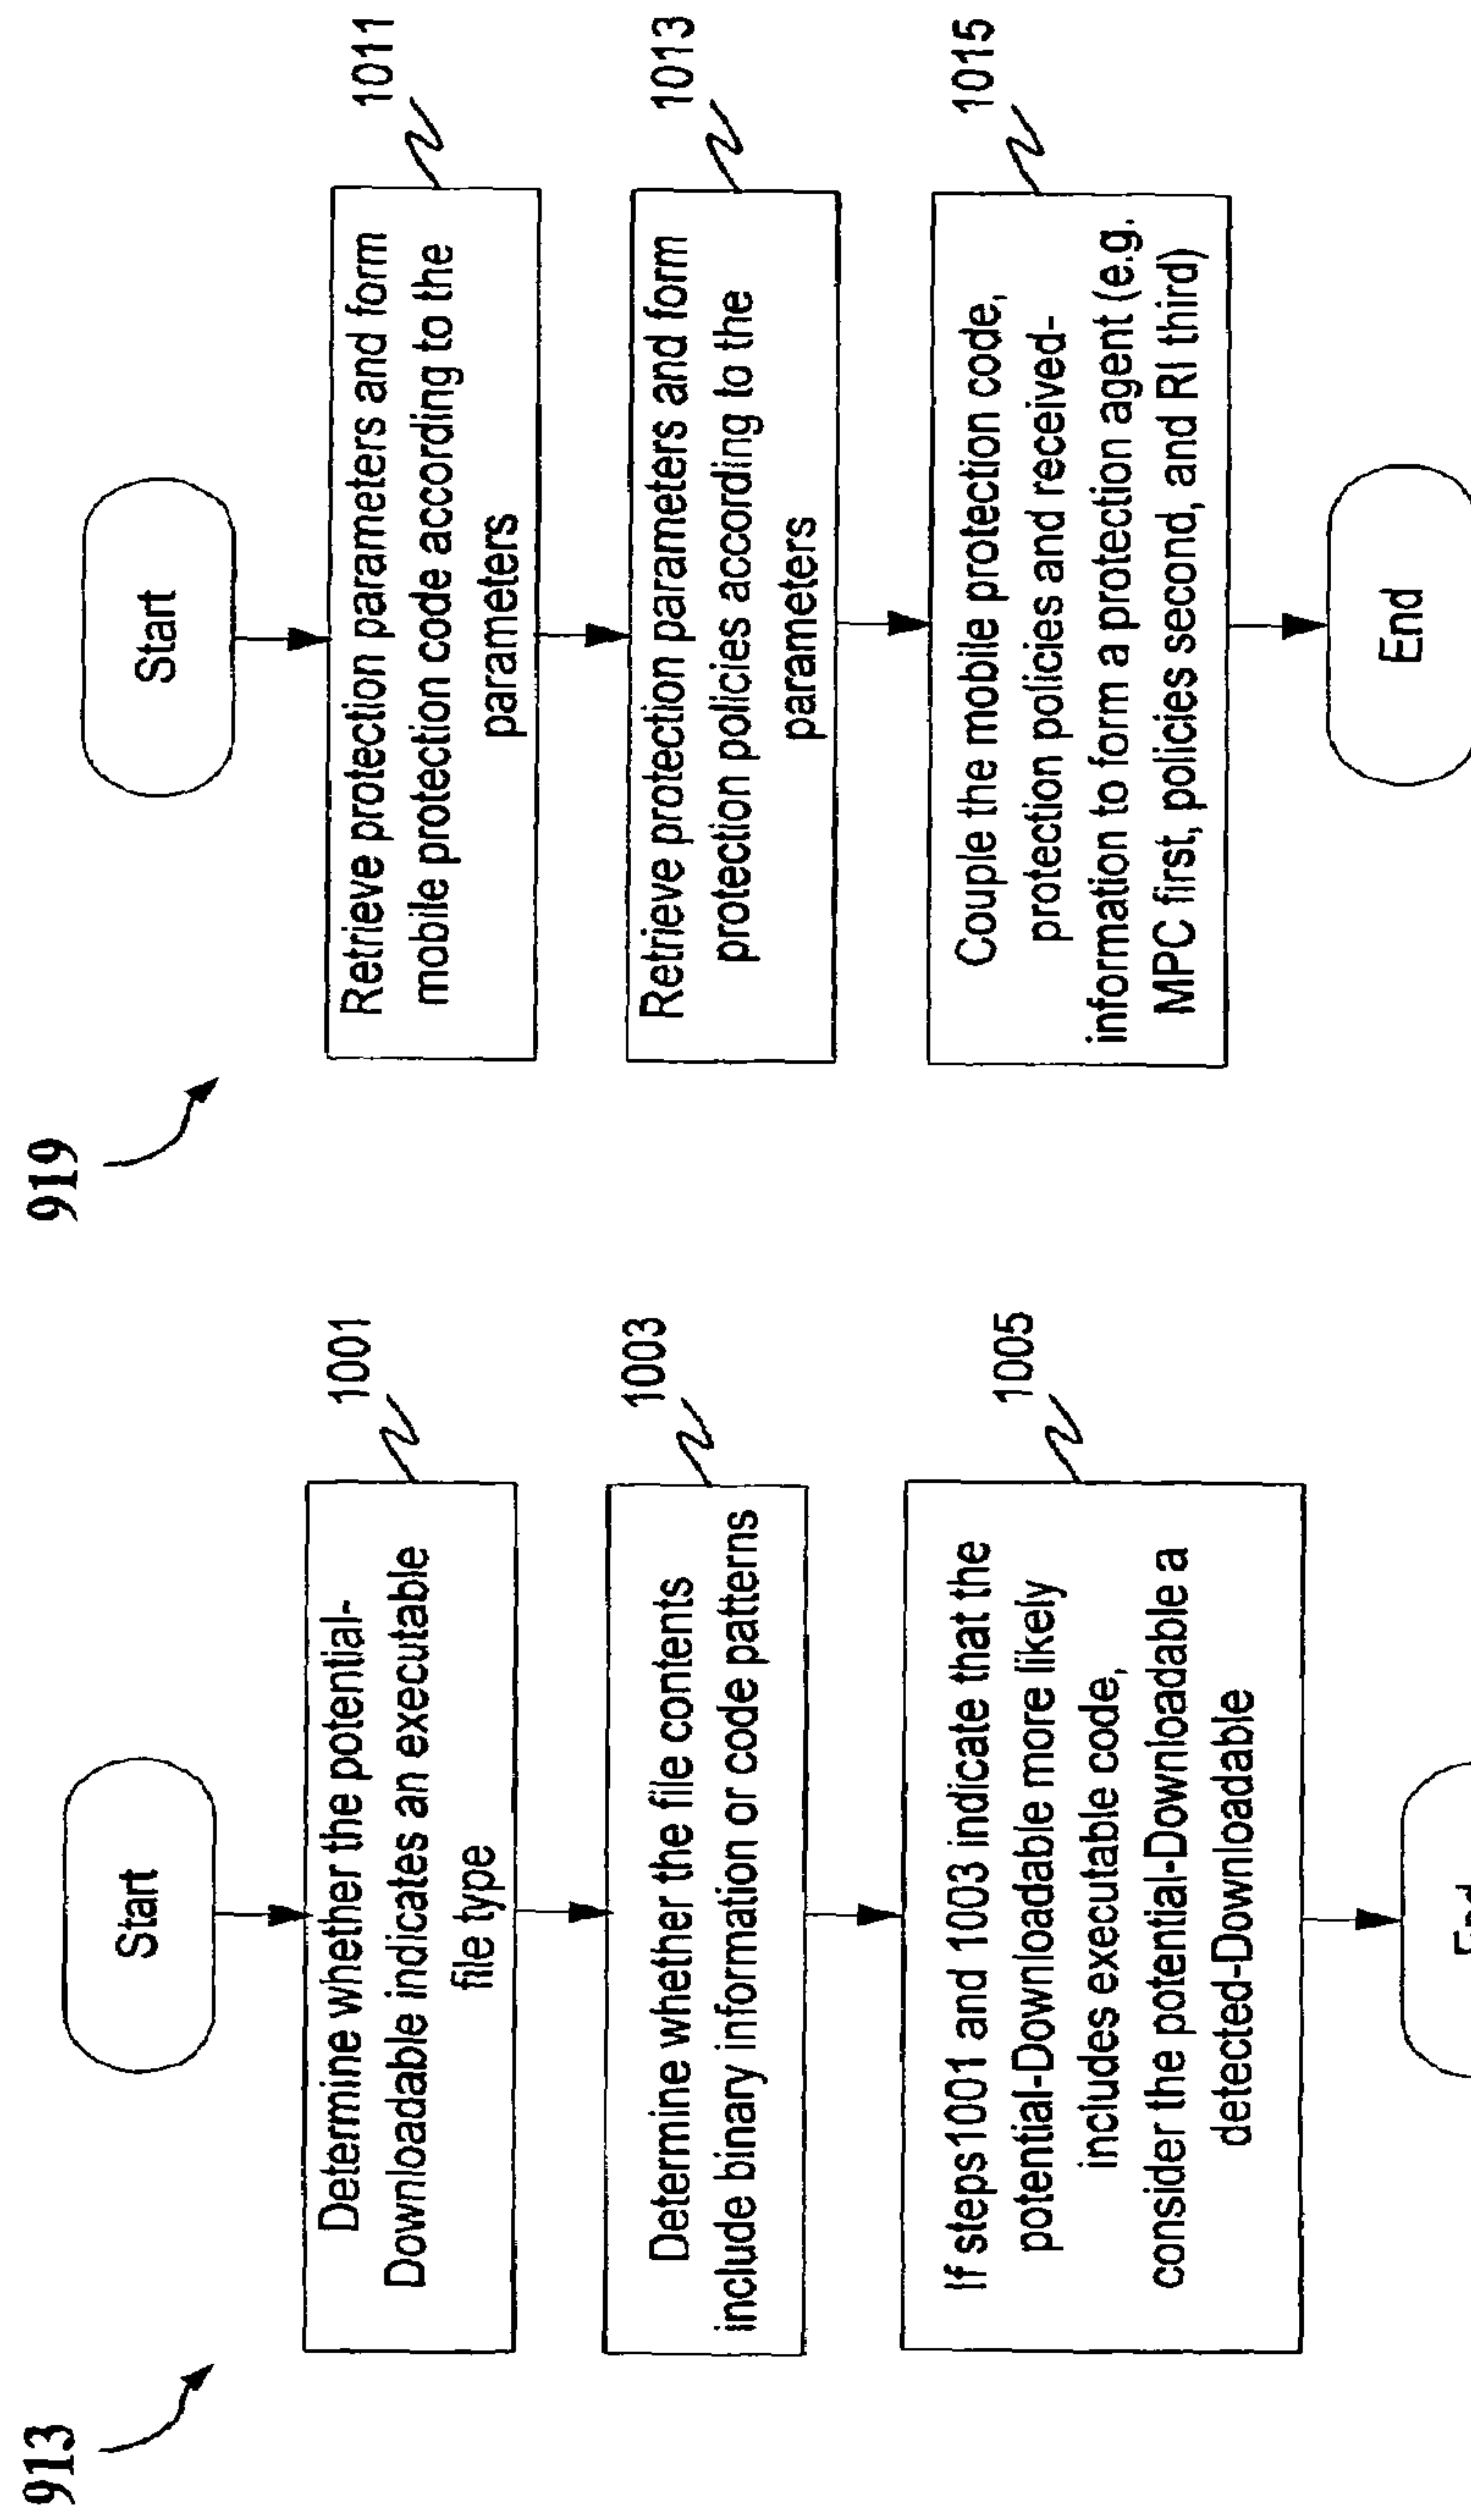 913
Start
Determine whether the potential-
Downloadable indicates an executable
file type
1001
Determine whether the file contents
include binary information or code patterns
1003
If steps1001 and 1003 indicate that the
potential-Downloadable more likely
includes executable code,
consider the potential-Downloadable a
detected-Downloadable
1005
919
Start
Retrieve protection parameters and form
mobile protection code according to the
parameters
1011
Retrieve protection parameters and form
protection policies according to the
parameters
1013
Couple the mobile protection code,
protection policies and received-
information to form a protection agent (e.g.
MPC first, policies second, and RI third)
1015
End